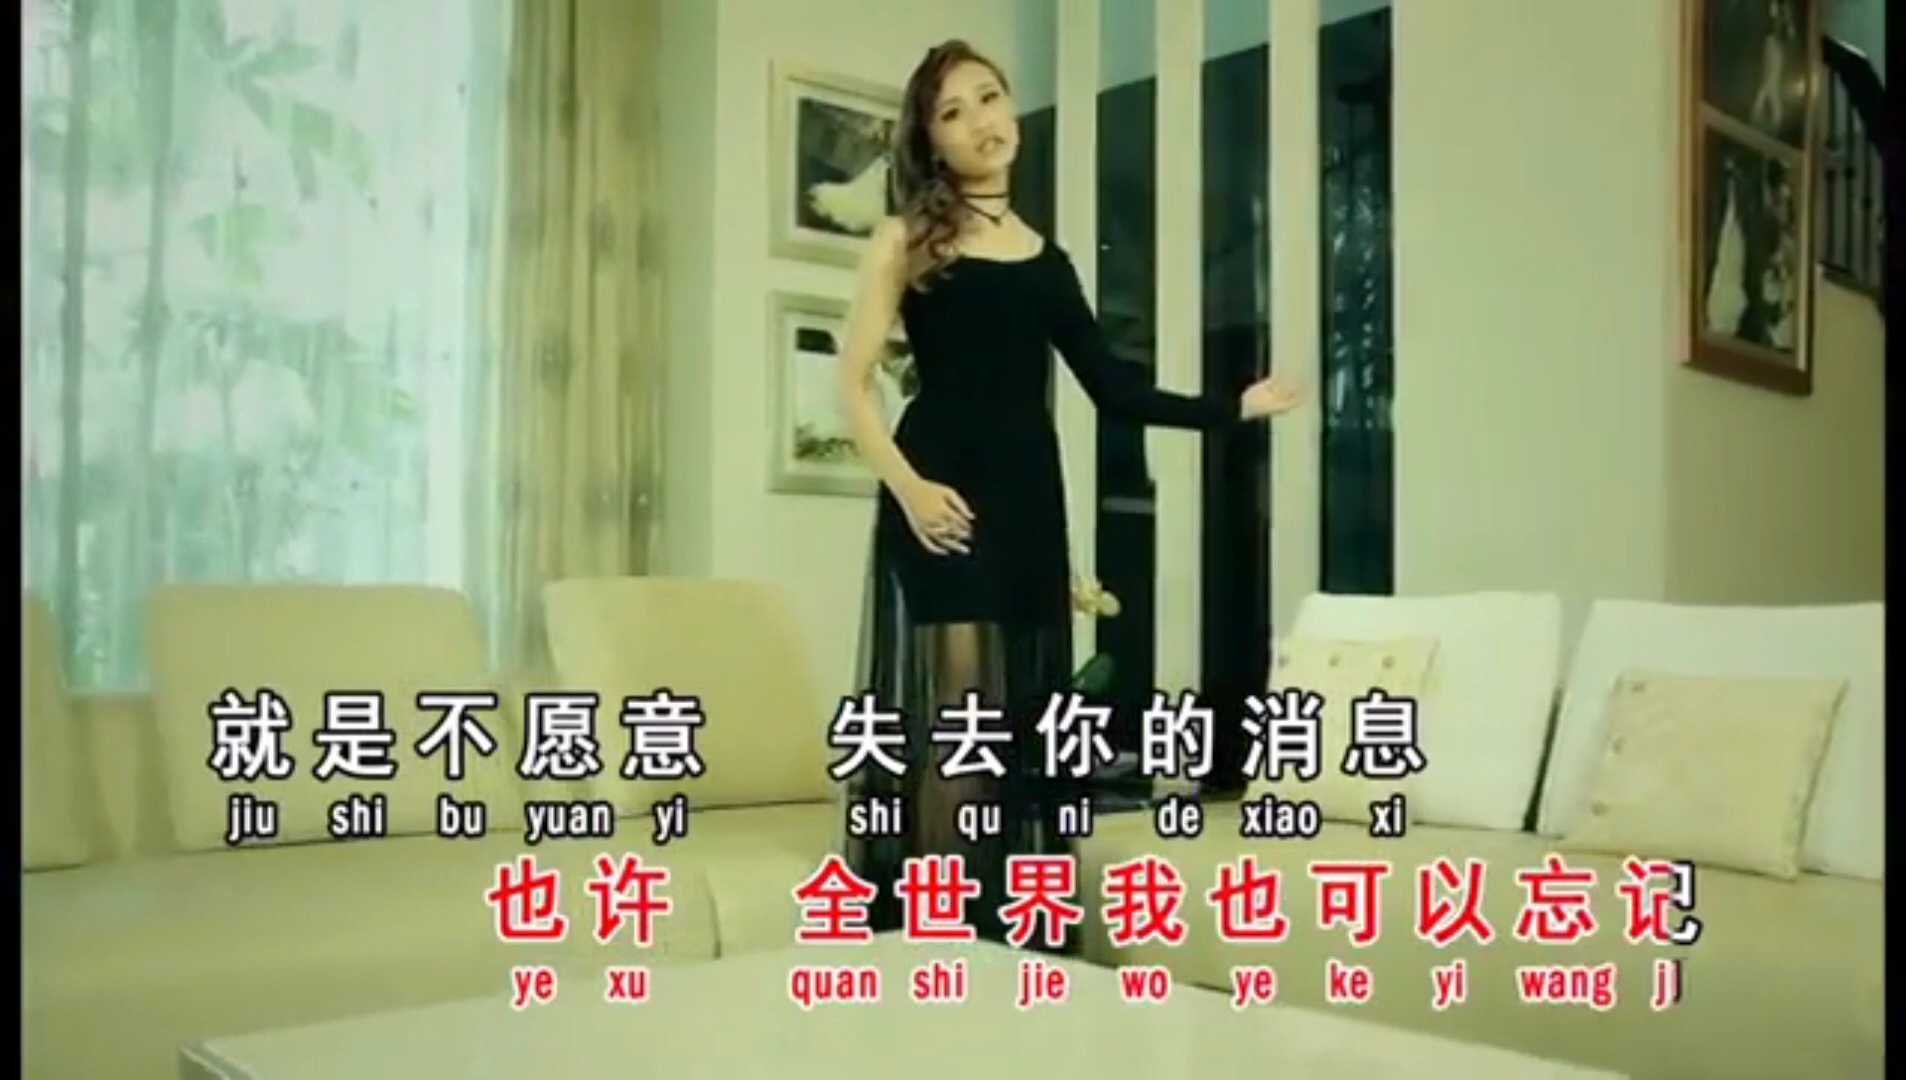 就是不愿意 失去你的消息
jiu shi bu yuan yi shi qu ni de xiao xi
也许 全世界我也可以忘记
ye xu quan shi jie wo ye ke yi wang ji